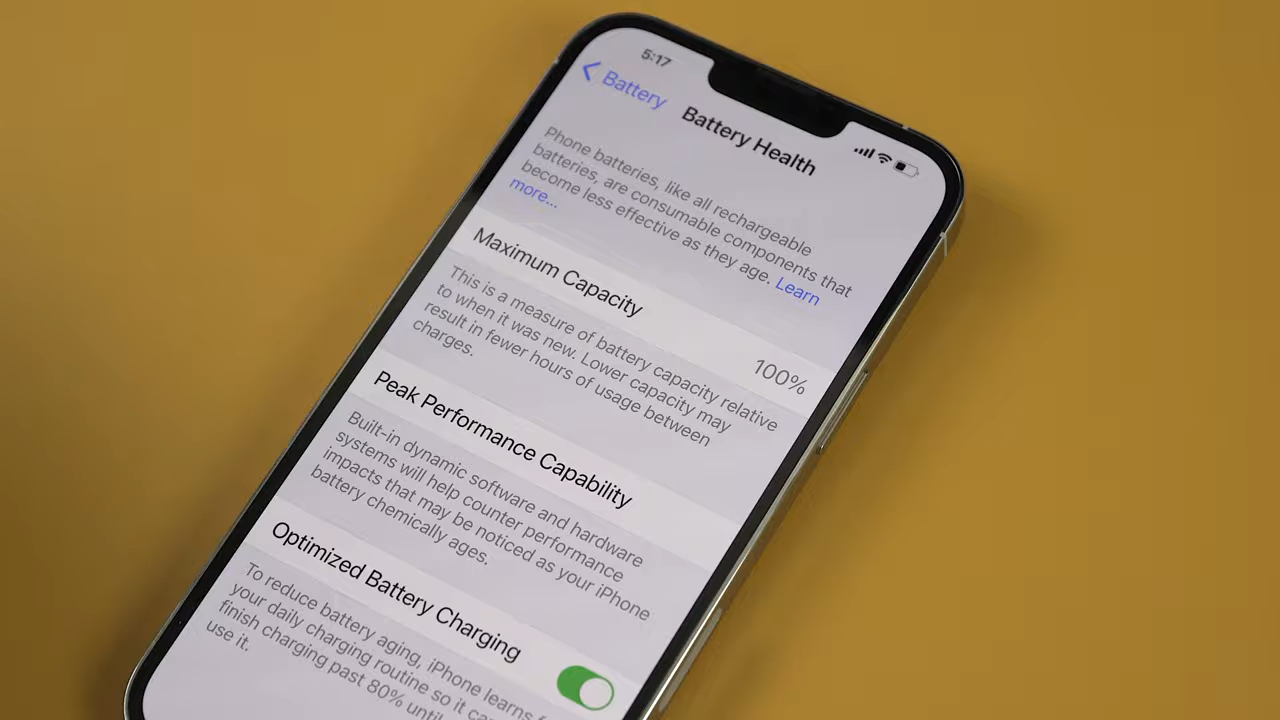 5:17
Battery
Battery Health
Phone batteries, like all rechargeable
batteries, are consumable components that
become less effective as they age. Learn
more...
Maximum Capacity
100%
This is a measure of battery capacity relative
to when it was new. Lower capacity may
result in fewer hours of usage between
charges.
Peak Performance Capability
Built-in dynamic software and hardware
systems will help counter performance
impacts that may be noticed as your iPhone
battery chemically ages.
Optimized Battery Charging
To reduce battery aging, iPhone learns f
your daily charging routine so it ca
finish charging past 80% until
use it.